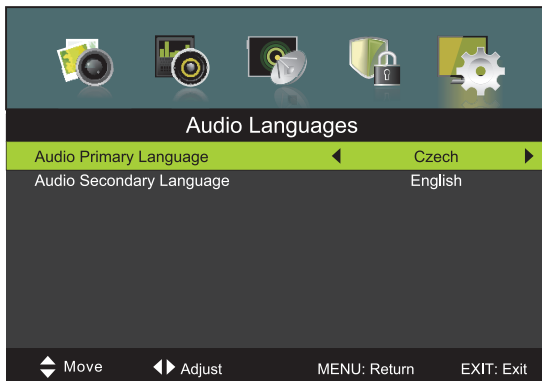 Audio Languages
Audio Primary Language Czech
Audio Secondary Language English
Move Adjust MENU: Return EXIT: Exit